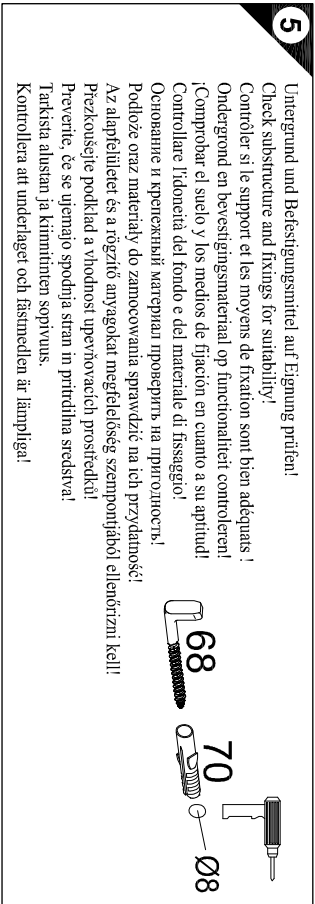 5
Untergrund und Befestigungsmittel auf Eignung prüfen!
Check substructure and fixings for suitability!
Contrôler si le support et les moyens de fixation sont bien adéquats !
Ondergrond en bevestigingsmateriaal op functionaliteit controleren!
¡Comprobar el suelo y los medios de fijación en cuanto a su aptitud!
Controllare l'idoneità del fondo e del materiale di fissaggio!
Основание и крепежный материал проверить на пригодность!
Podłoże oraz materiały do zamocowania sprawdzić na ich przydatność!
Az alapfelületet és a rögzítő anyagokat megfelelőség szempontjából ellenőrizni kell!
Přezkoušejte podklad a vhodnost upevňovacích prostředků!
Preverite, če se ujemajo spodnja stran in pritrdilna sredstva!
Tarkista alustan ja kiinnitinten sopivuus.
Kontrollera att underlaget och fästmedlen är lämpliga!
68
70
Ø8